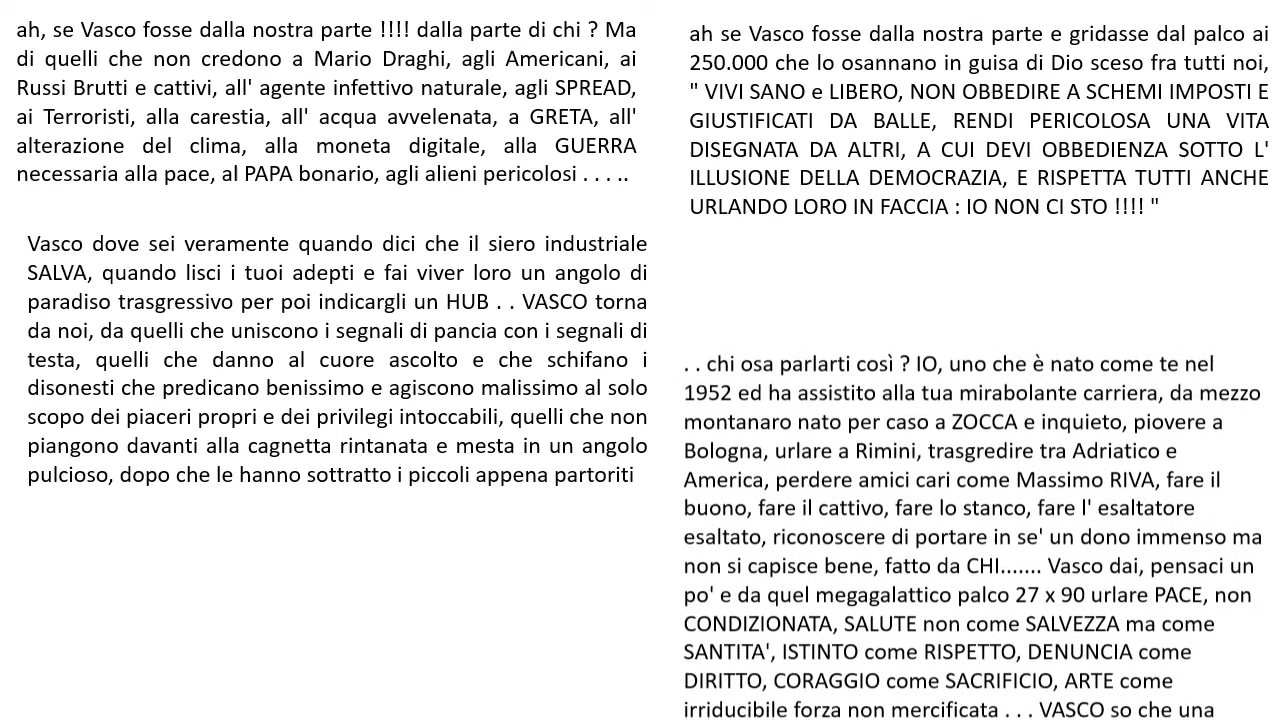 ah, se Vasco fosse dalla nostra parte !!!! dalla parte di chi ? Ma
di quelli che non credono a Mario Draghi, agli Americani, ai
Russi Brutti e cattivi, all' agente infettivo naturale, agli SPREAD,
ai Terroristi, alla carestia, all' acqua avvelenata, a GRETA, all'
alterazione del clima, alla moneta digitale, alla GUERRA
necessaria alla pace, al PAPA bonario, agli alieni pericolosi . . . ..
Vasco dove sei veramente quando dici che il siero industriale
SALVA, quando lisci i tuoi adepti e fai viver loro un angolo di
paradiso trasgressivo per poi indicargli un HUB . . VASCO torna
da noi, da quelli che uniscono i segnali di pancia con i segnali di
testa, quelli che danno al cuore ascolto e che schifano i
disonesti che predicano benissimo e agiscono malissimo al solo
scopo dei piaceri propri e dei privilegi intoccabili, quelli che non
piangono davanti alla cagnetta rintanata e mesta in un angolo
pulcioso, dopo che le hanno sottratto i piccoli appena partoriti
ah se Vasco fosse dalla nostra parte e gridasse dal palco ai
250.000 che lo osannano in guisa di Dio sceso fra tutti noi,
" VIVI SANO e LIBERO, NON OBBEDIRE A SCHEMI IMPOSTI E
GIUSTIFICATI DA BALLE, RENDI PERICOLOSA UNA VITA
DISEGNATA DA ALTRI, A CUI DEVI OBBEDIENZA SOTTO L'
ILLUSIONE DELLA DEMOCRAZIA, E RISPETTA TUTTI ANCHE
URLANDO LORO IN FACCIA : IO NON CI STO !!!! "
. . chi osa parlarti così ? IO, uno che è nato come te nel
1952 ed ha assistito alla tua mirabolante carriera, da mezzo
montanaro nato per caso a ZOCCA e inquieto, piovere a
Bologna, urlare a Rimini, trasgredire tra Adriatico e
America, perdere amici cari come Massimo RIVA, fare il
buono, fare il cattivo, fare lo stanco, fare l' esaltatore
esaltato, riconoscere di portare in se' un dono immenso ma
non si capisce bene, fatto da CHI....... Vasco dai, pensaci un
po' e da quel megagalattico palco 27 x 90 urlare PACE, non
CONDIZIONATA, SALUTE non come SALVEZZA ma come
SANTITA', ISTINTO come RISPETTO, DENUNCIA come
DIRITTO, CORAGGIO come SACRIFICIO, ARTE come
irriducibile forza non mercificata . . . VASCO so che una